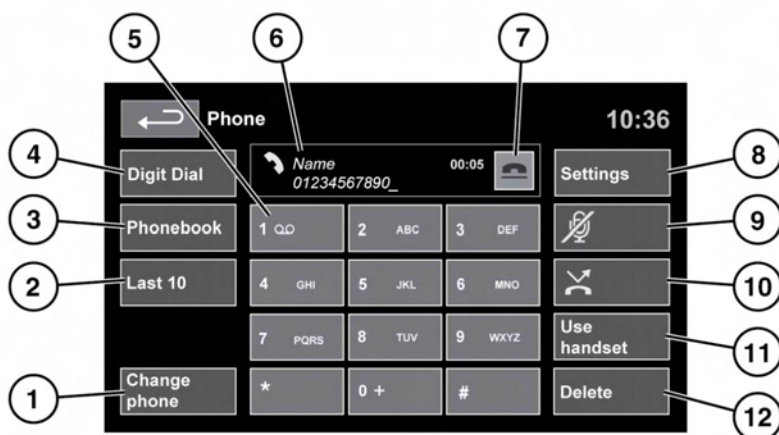 5
6
7
Phone
10:36
4
Digit Dial
Name
00:05
01234567890_
Settings
8
3
Phonebook
1
2 ABC
3 DEF
9
2
Last 10
4 GHI
5 JKL
6 MNO
10
7 PQRS
8 TUV
9 WXYZ
Use
handset
11
1
Change
phone
*
0 +
#
Delete
12